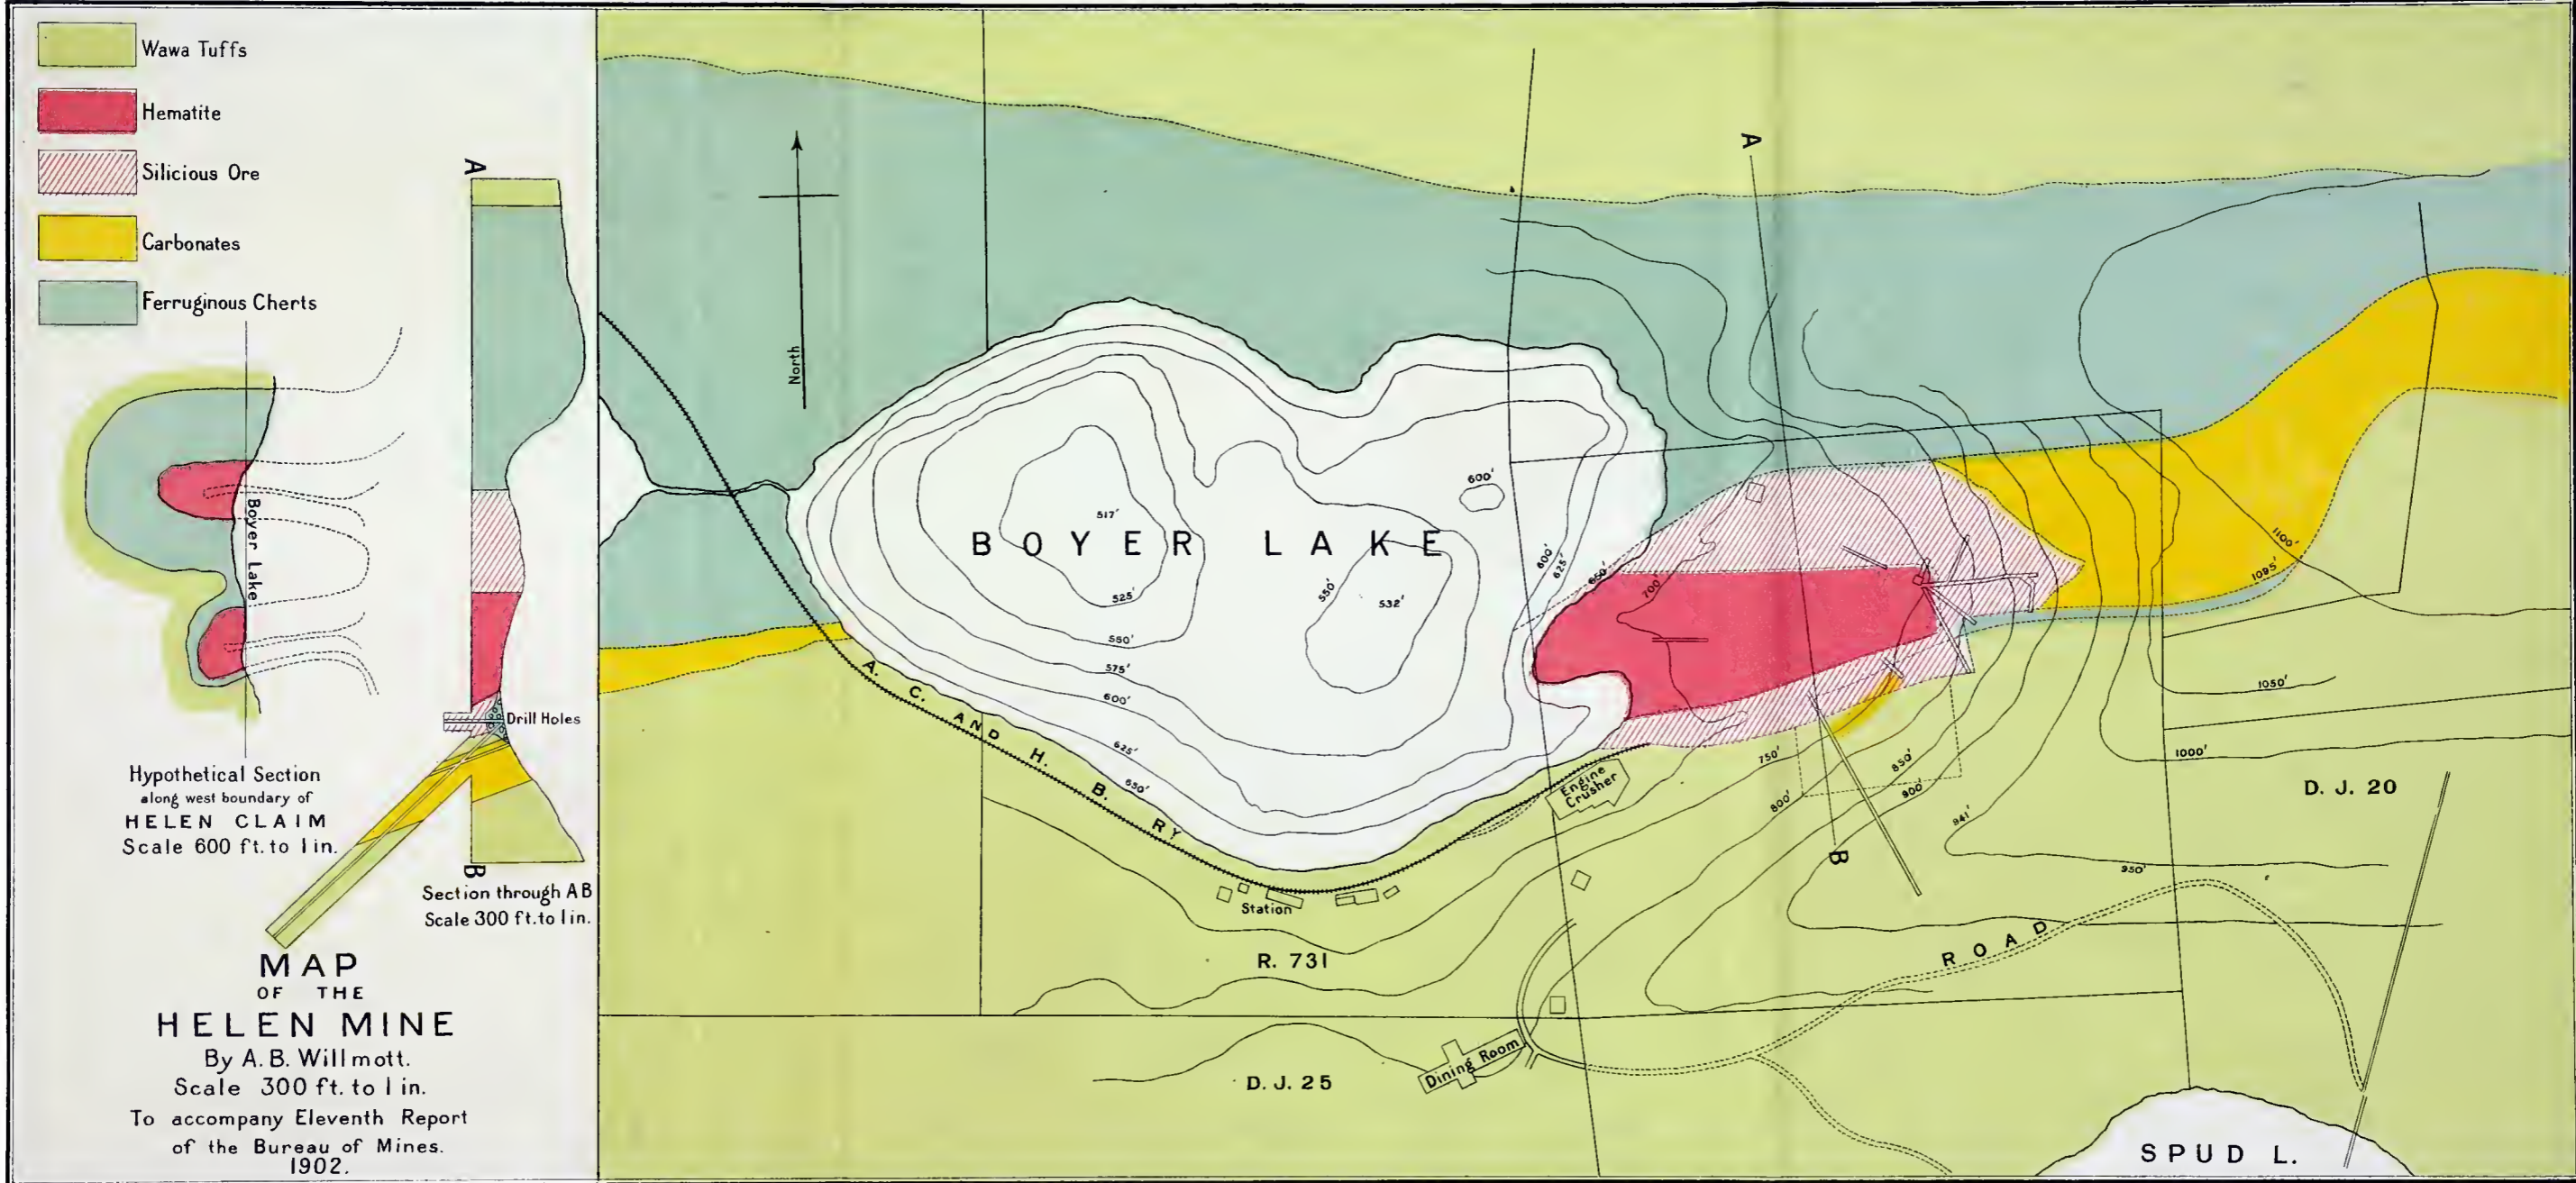 Wawa Tuffs
Hematite
Silicious Ore
Carbonates
Ferruginous Cherts
A
Boyer Lake
Drill Holes
B
Hypothetical Section
along west boundary of
HELEN CLAIM
Scale 600 ft. to 1 in.
Section through AB
Scale 300 ft. to 1 in.
MAP
OF THE
HELEN MINE
By A. B. Willmott.
Scale 300 ft. to 1 in.
To accompany Eleventh Report
of the Bureau of Mines.
1902.
North
A
BOYER LAKE
517'
525'
550'
575'
600'
625'
650'
550'
532'
600'
600'
625'
650'
700'
750'
800'
850'
900'
941'
950'
1000'
1050'
1095'
1100'
A. C. AND H. B. RY
Engine
Crusher
Station
B
R. 731
D. J. 20
ROAD
Dining Room
D. J. 25
SPUD L.